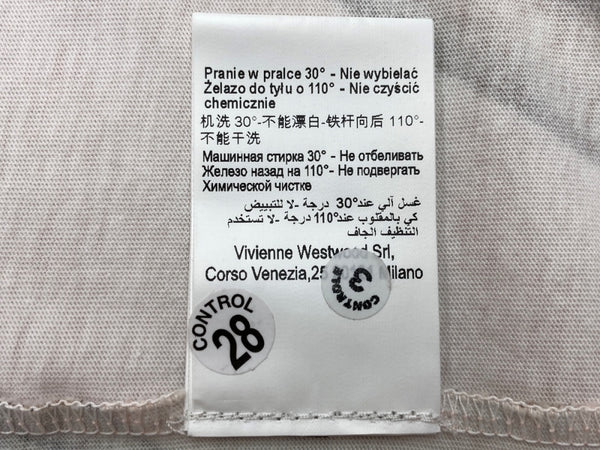 Pranie w pralce 30° - Nie wybielać
Żelazo do tyłu o 110° - Nie czyścić
chemicznie
机洗 30°-不能漂白-铁杆向后 110°-
不能干洗
Машинная стирка 30° - Не отбеливать
Железо назад на 110°- Не подвергать
Химической чистке
غسل آلي عند30° درجة -لا للتبييض
كي بالمقلوب عند110° درجة -لا تستخدم
التنظيف الجاف
Vivienne Westwood Srl,
Corso Venezia,25 Milano
CONTROL
3
CONTROL
28